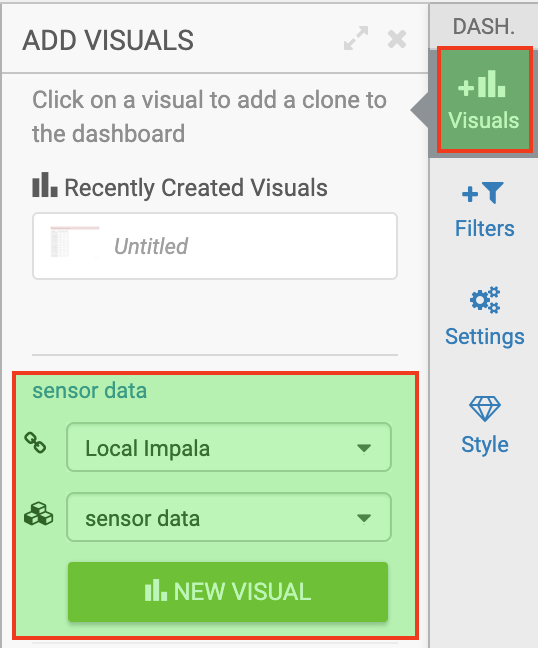 ADD VISUALS
DASH.
Click on a visual to add a clone to
the dashboard
Visuals
Recently Created Visuals
Untitled
Filters
Settings
sensor data
Local Impala
Style
sensor data
NEW VISUAL